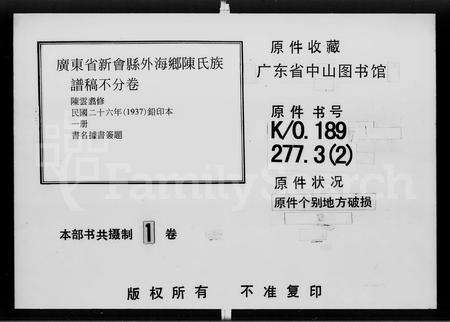 廣東省新會縣外海鄉陳氏族
譜稿不分卷
陳雲翥修
民國二十六年(1937)鉛印本
一册
書名據書簽題
本部书共摄制 1 卷
原件收藏
广东省中山图书馆
原件书号
K/0.189
277.3(2)
原件状况
原件个别地方破损
版权所有 不准复印
FamilySearch